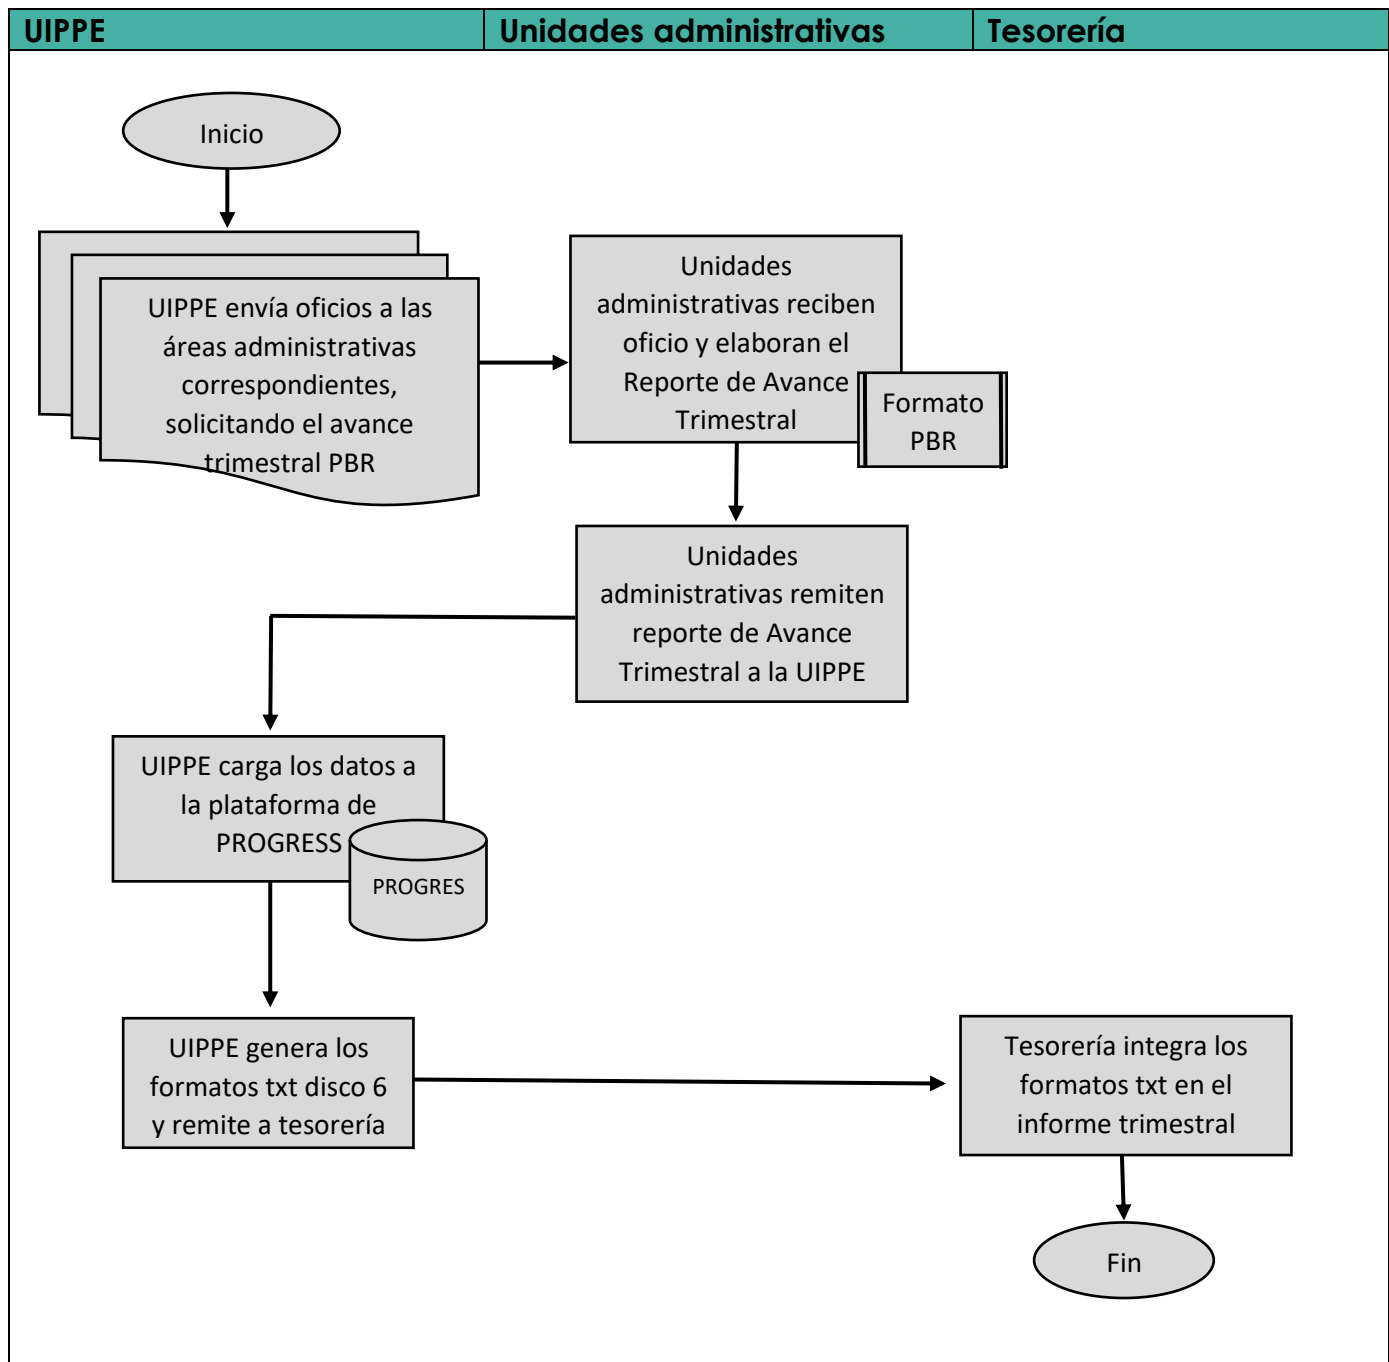 UIPPE
Unidades administrativas
Tesorería
Inicio
UIPPE envía oficios a las
áreas administrativas
correspondientes,
solicitando el avance
trimestral PBR
Unidades
administrativas reciben
oficio y elaboran el
Reporte de Avance
Trimestral
Formato
PBR
Unidades
administrativas remiten
reporte de Avance
Trimestral a la UIPPE
UIPPE carga los datos a
la plataforma de
PROGRESS
PROGRES
UIPPE genera los
formatos txt disco 6
y remite a tesorería
Tesorería integra los
formatos txt en el
informe trimestral
Fin